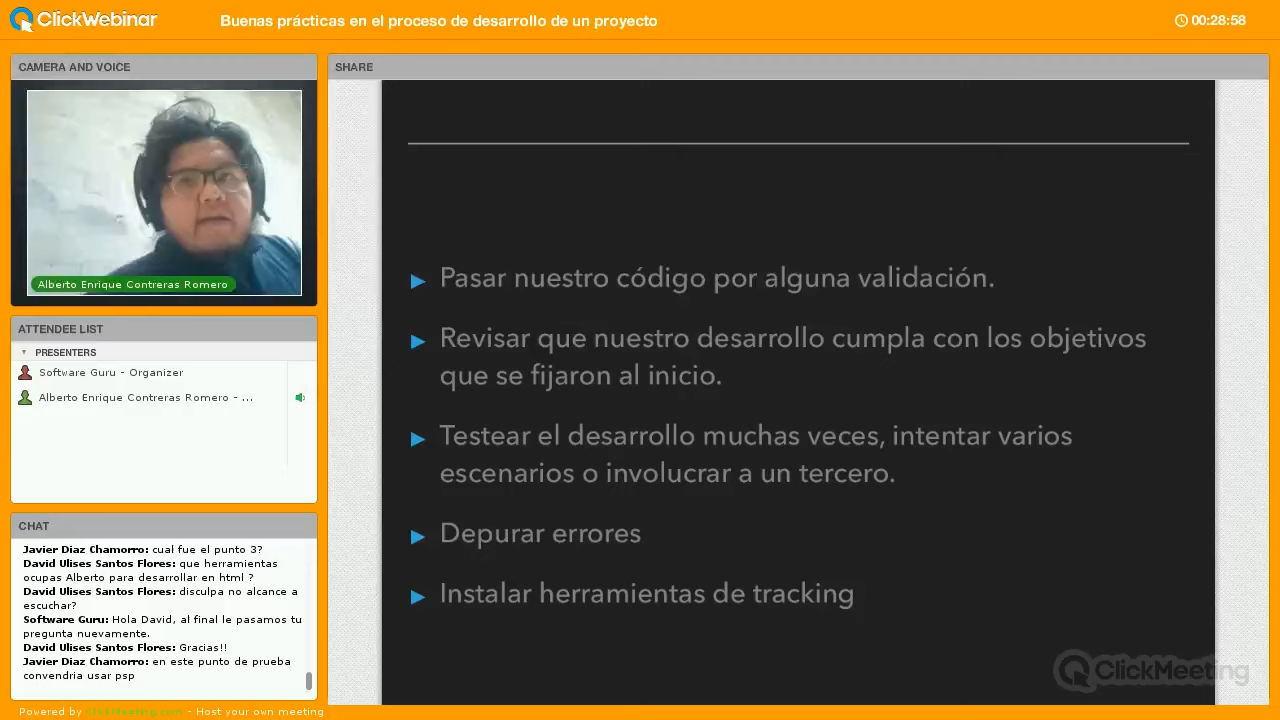 ClickWebinar
Buenas prácticas en el proceso de desarrollo de un proyecto
00:28:58
CAMERA AND VOICE
Alberto Enrique Contreras Romero
ATTENDEE LIST
PRESENTERS
Software Guru - Organizer
Alberto Enrique Contreras Romero - ...
CHAT
Javier Diaz Chamorro: cual fue el punto 3?
David Ulises Santos Flores: que herramientas
ocupas Alberto para desarrollar en html ?
David Ulises Santos Flores: disculpa no alcance a
escuchar?
Software Guru: Hola David, al final le pasamos tu
pregunta nuevamente.
David Ulises Santos Flores: Gracias!!
Javier Diaz Chamorro: en este punto de prueba
convendria usar psp
Powered by ClickMeeting.com - Host your own meeting
SHARE
Pasar nuestro código por alguna validación.
Revisar que nuestro desarrollo cumpla con los objetivos
que se fijaron al inicio.
Testear el desarrollo muchas veces, intentar varios
escenarios o involucrar a un tercero.
Depurar errores
Instalar herramientas de tracking
ClickMeeting